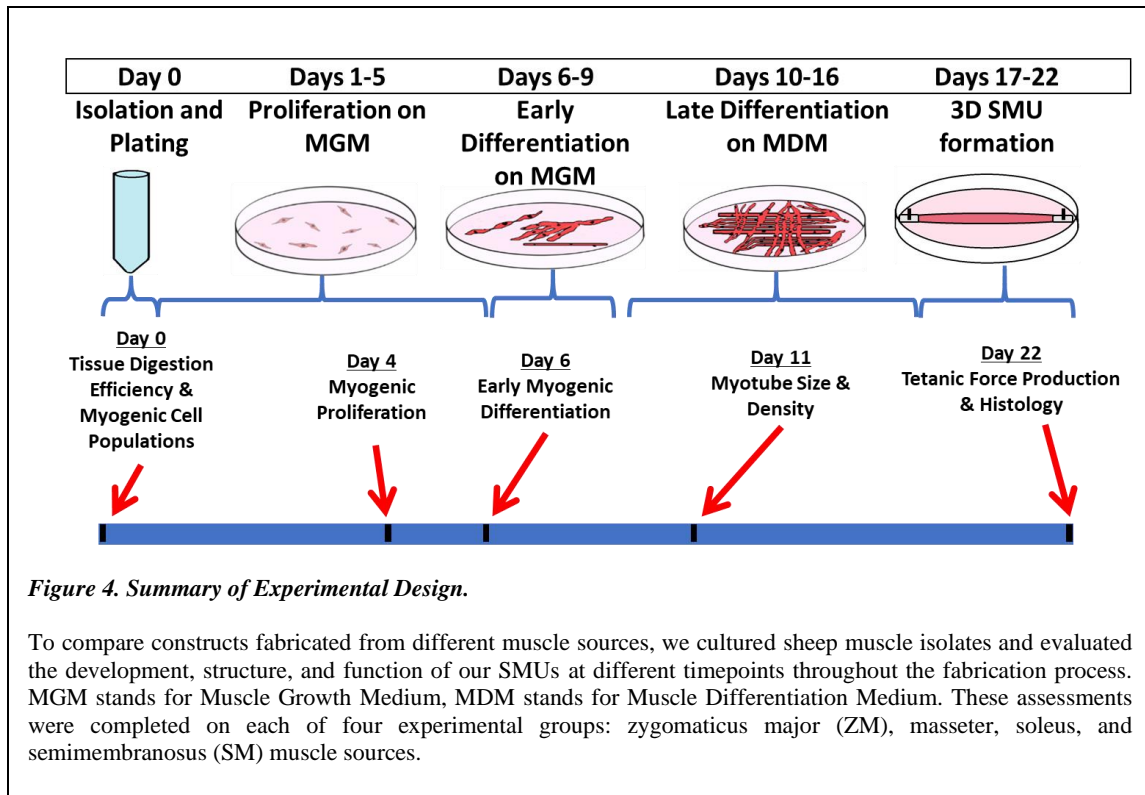 Day 0 Days 1-5 Days 6-9 Days 10-16 Days 17-22
Isolation and Plating
Proliferation on MGM
Early Differentiation on MGM
Late Differentiation on MDM
3D SMU formation
Day 0
Tissue Digestion
Efficiency &
Myogenic Cell
Populations
Day 4
Myogenic
Proliferation
Day 6
Early Myogenic
Differentiation
Day 11
Myotube Size &
Density
Day 22
Tetanic Force Production
& Histology
Figure 4. Summary of Experimental Design.
To compare constructs fabricated from different muscle sources, we cultured sheep muscle isolates and evaluated
the development, structure, and function of our SMUs at different timepoints throughout the fabrication process.
MGM stands for Muscle Growth Medium, MDM stands for Muscle Differentiation Medium. These assessments
were completed on each of four experimental groups: zygomaticus major (ZM), masseter, soleus, and
semimembranosus (SM) muscle sources.